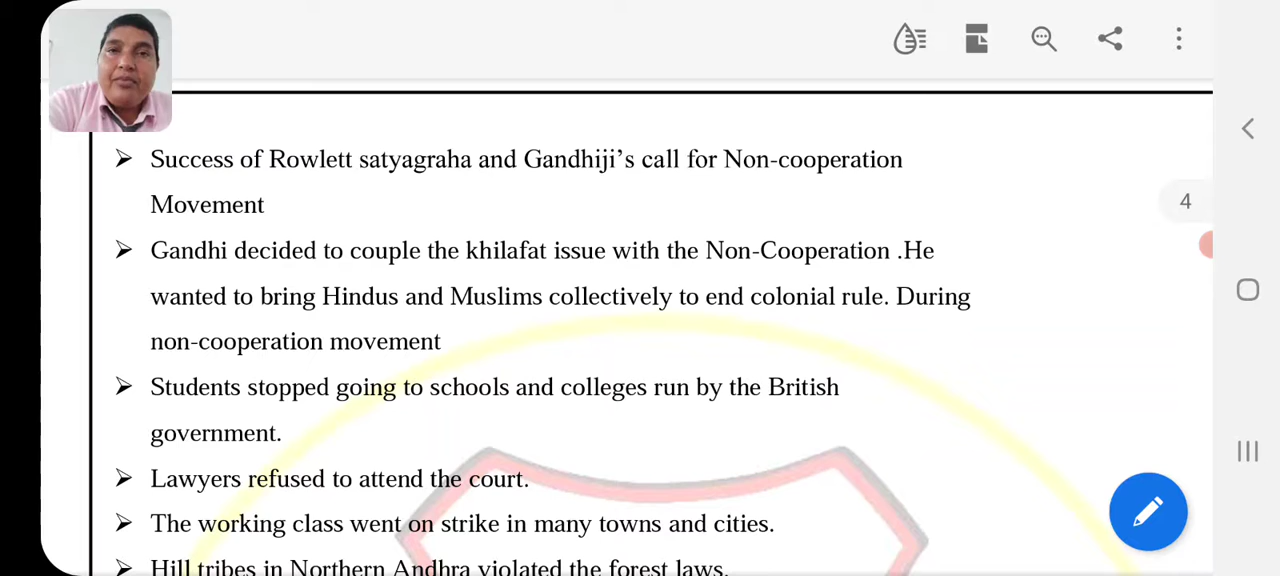 ➤ Success of Rowlett satyagraha and Gandhiji's call for Non-cooperation
Movement
➤ Gandhi decided to couple the khilafat issue with the Non-Cooperation .He
wanted to bring Hindus and Muslims collectively to end colonial rule. During
non-cooperation movement
➤ Students stopped going to schools and colleges run by the British
government.
➤ Lawyers refused to attend the court.
➤ The working class went on strike in many towns and cities.
➤ Hill tribes in Northern Andhra violated the forest laws.
4